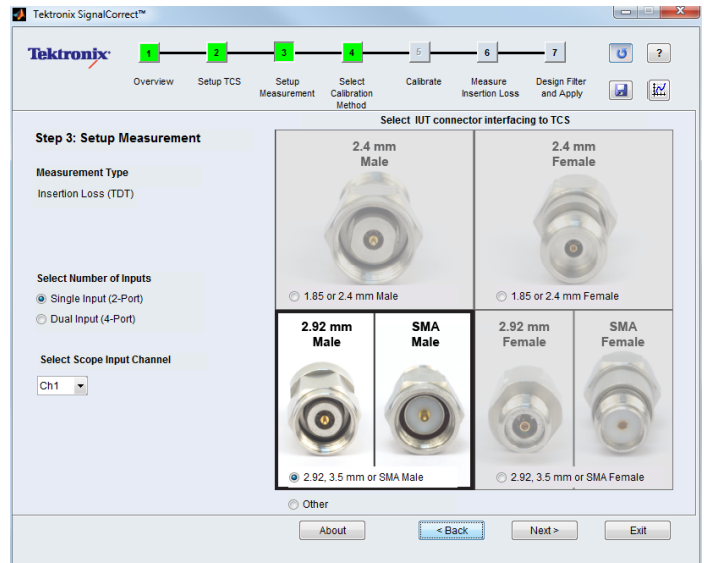 Tektronix SignalCorrect™
Tektronix
1 2 3 4 5 6 7 ?
Overview Setup TCS Setup Measurement Select Calibration Method Calibrate Measure Insertion Loss Design Filter and Apply
Select IUT connector interfacing to TCS
Step 3: Setup Measurement
Measurement Type
Insertion Loss (TDT)
Select Number of Inputs
Single Input (2-Port)
Dual Input (4-Port)
Select Scope Input Channel
Ch1
2.4 mm
Male
1.85 or 2.4 mm Male
2.4 mm
Female
1.85 or 2.4 mm Female
2.92 mm
Male
SMA
Male
2.92, 3.5 mm or SMA Male
2.92 mm
Female
SMA
Female
2.92, 3.5 mm or SMA Female
Other
About < Back Next > Exit